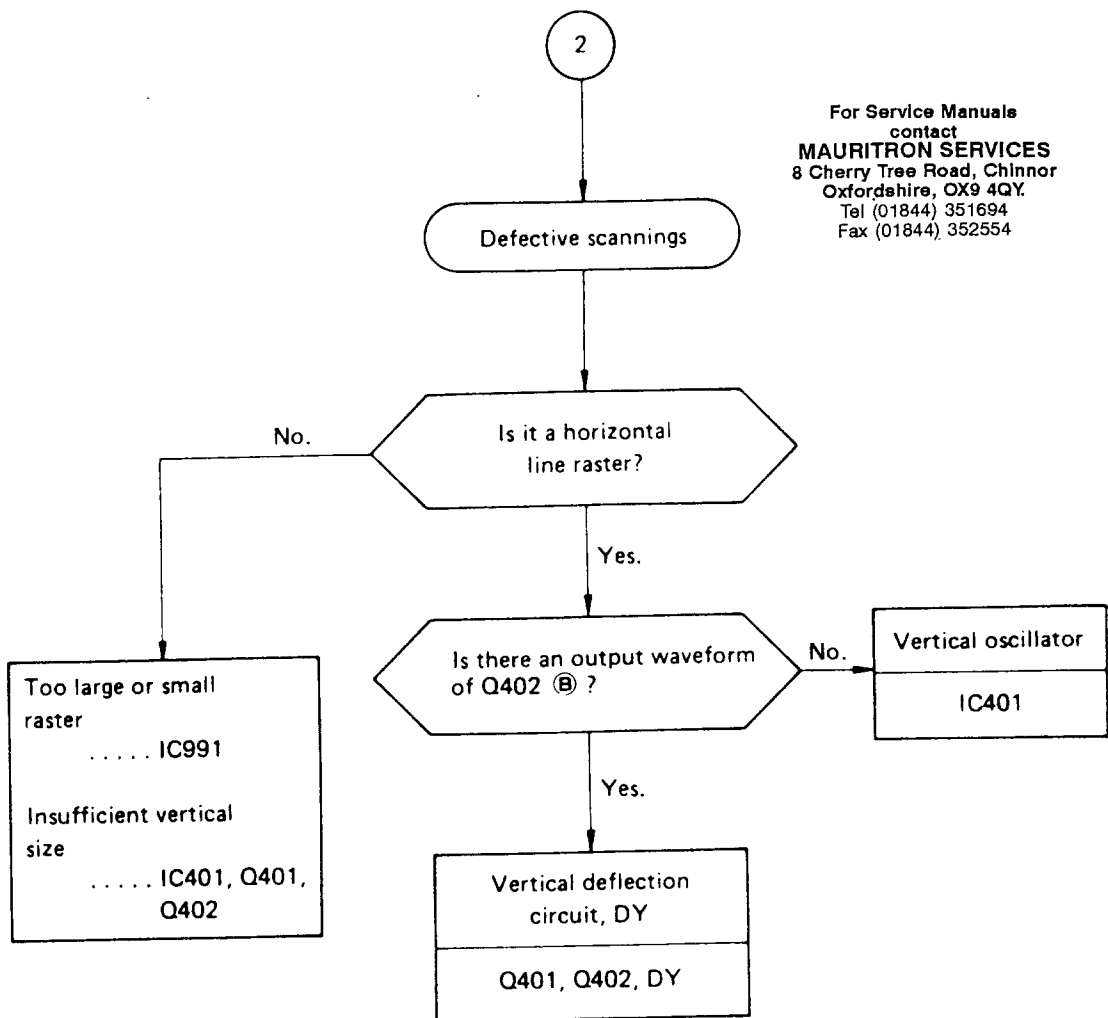 2
For Service Manuals
contact
MAURITRON SERVICES
8 Cherry Tree Road, Chinnor
Oxfordshire, OX9 4QY.
Tel (01844) 351694
Fax (01844) 352554
Defective scannings
Is it a horizontal
line raster?
No.
Yes.
Is there an output waveform
of Q402 Ⓑ ?
No.
Vertical oscillator
IC401
Too large or small
raster
..... IC991
Insufficient vertical
size
..... IC401, Q401,
Q402
Yes.
Vertical deflection
circuit, DY
Q401, Q402, DY